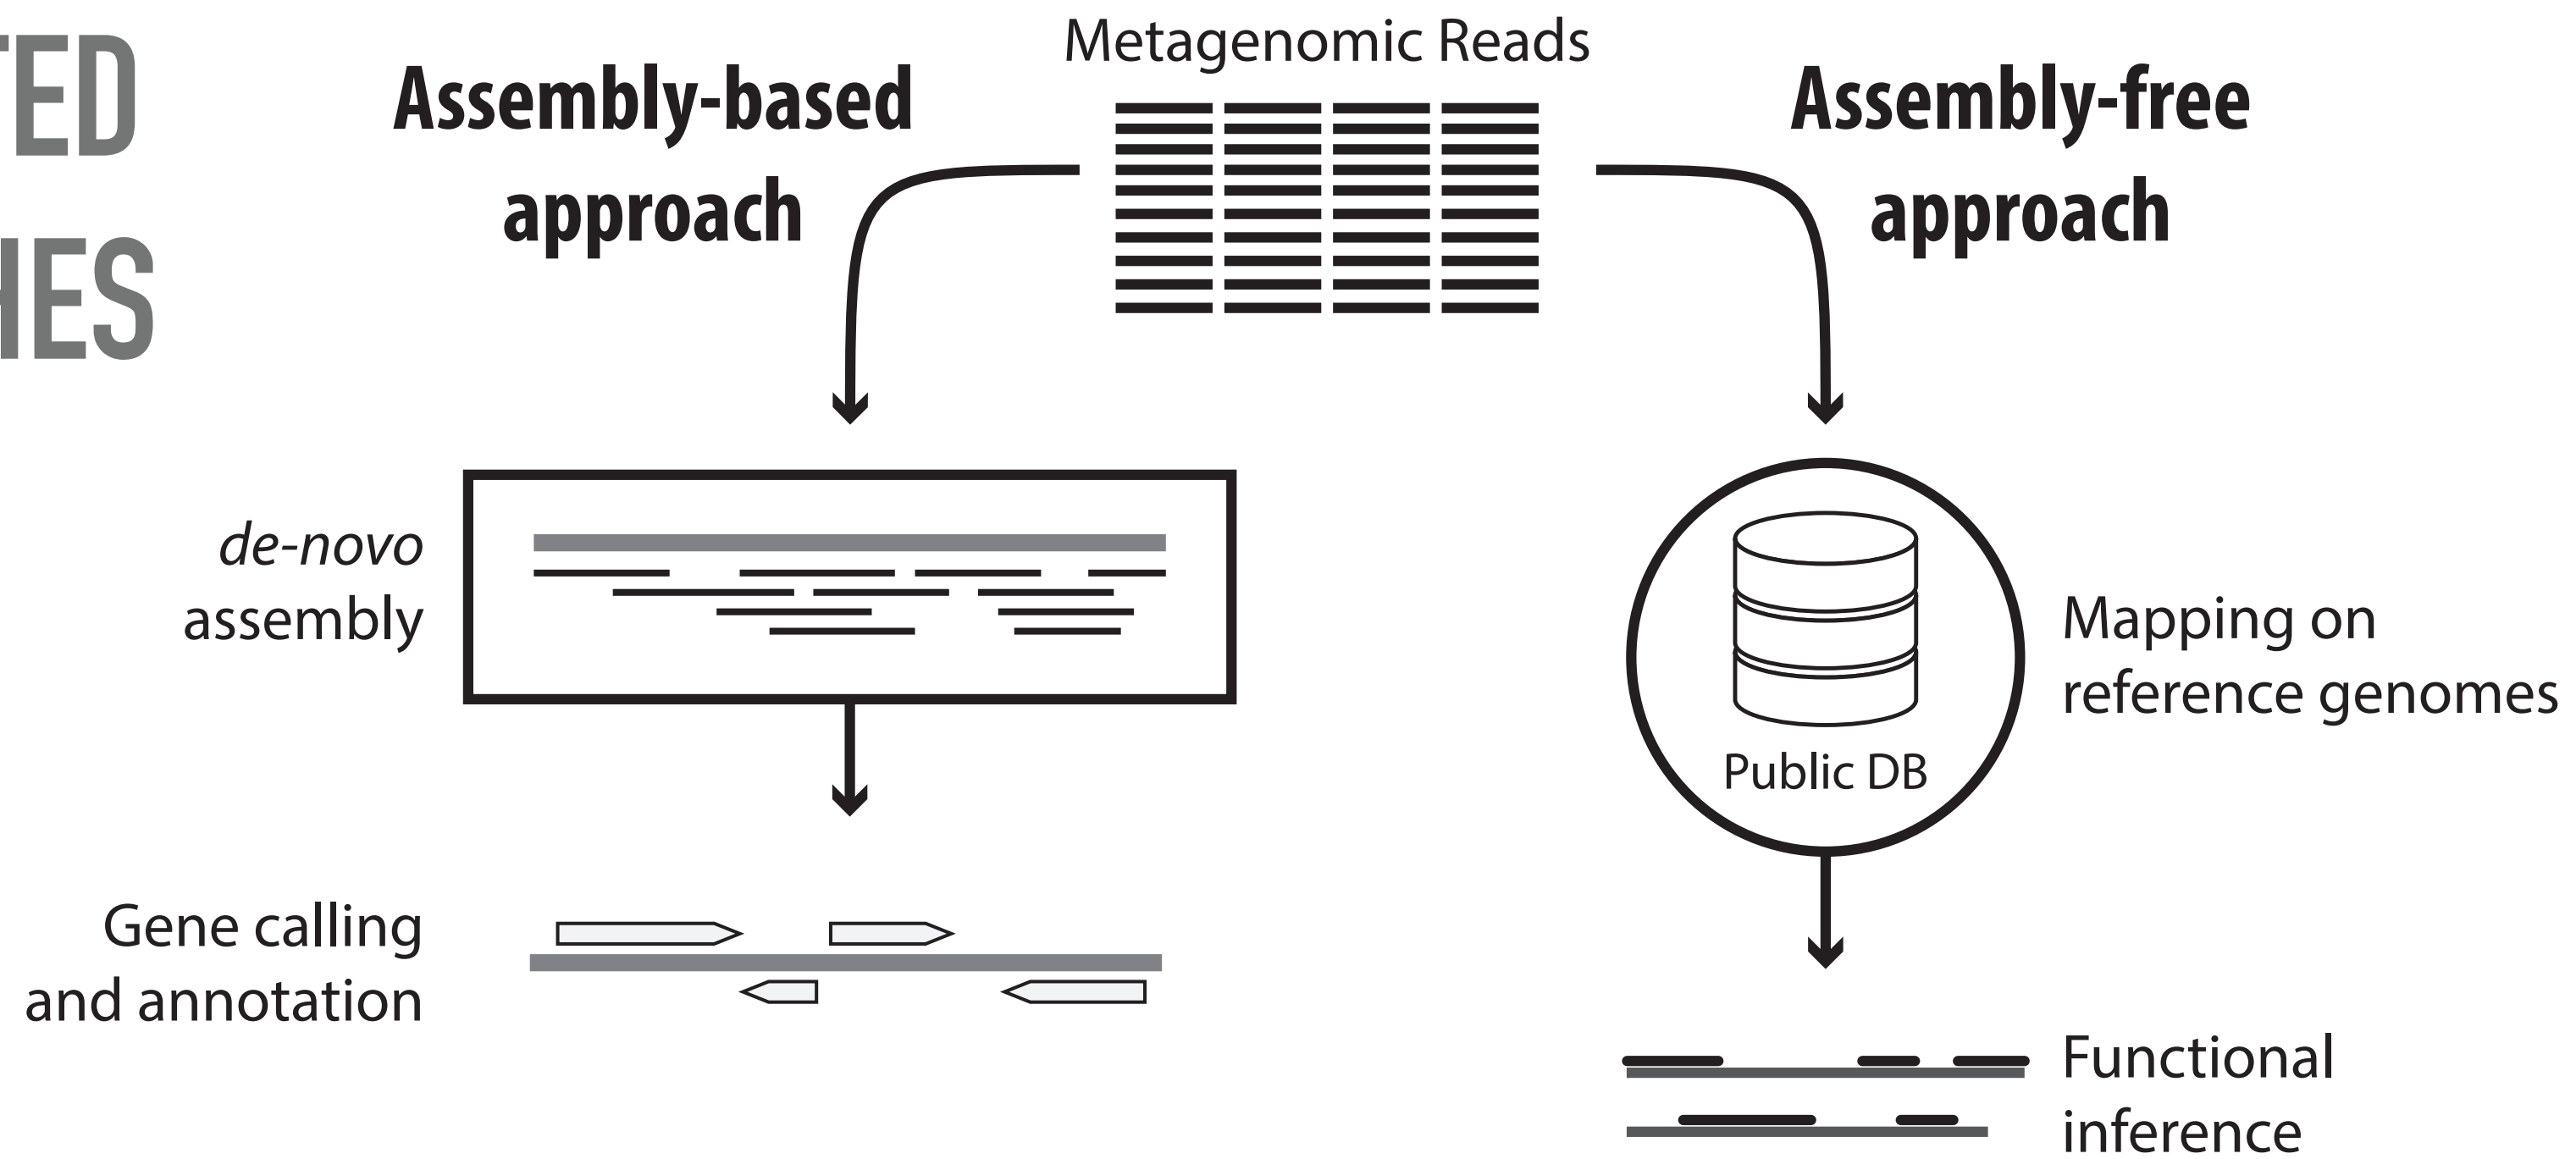 Metagenomic Reads
Assembly-based
approach
Assembly-free
approach
de-novo
assembly
Mapping on
reference genomes
Public DB
Gene calling
and annotation
Functional
inference